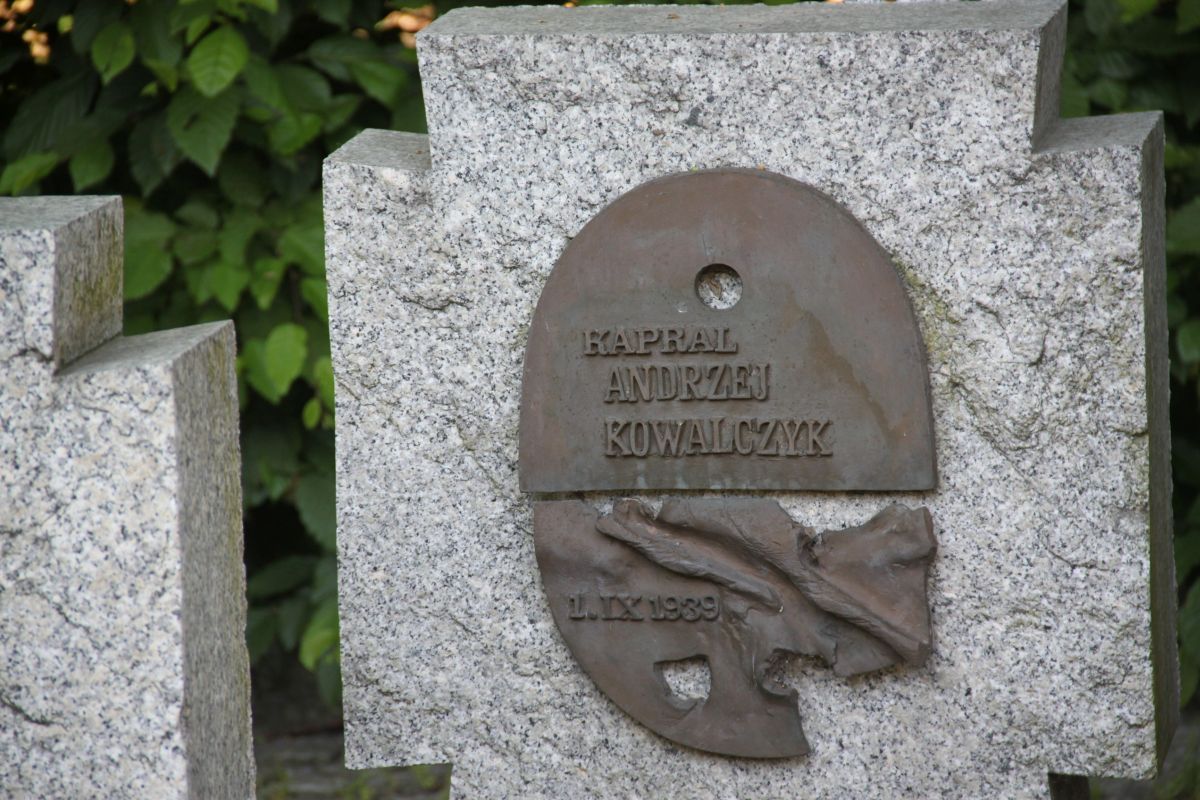 KAPRAL
ANDRZEJ
KOWALCZYK
1. IX 1939